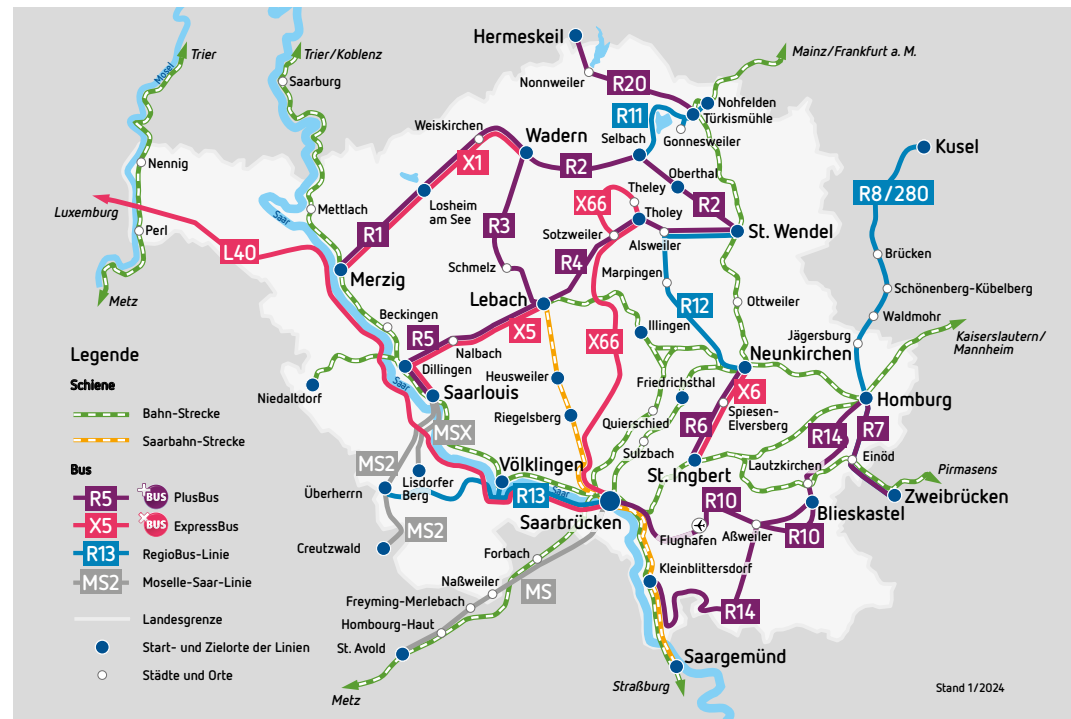 Hermeskeil
Trier
Trier/Koblenz
Mainz/Frankfurt a. M.
Mosel
Saarburg
Nonnweiler
R20
Nohfelden
Türkismühle
R11
Weiskirchen
Wadern
Selbach
Gonnesweiler
Kusel
X1
Nennig
R2
Oberthal
R8/280
Theley
X66
R2
Luxemburg
Mettlach
Losheim
am See
Saar
Tholey
Perl
R1
R3
Sotzweiler
Alsweiler
St. Wendel
L40
R4
Brücken
Merzig
Schmelz
Marpingen
Metz
Schönenberg-Kübelberg
Lebach
R12
Ottweiler
Beckingen
Waldmohr
Illingen
Jägersburg
Kaiserslautern/
Mannheim
R5
X5
X66
Nalbach
Neunkirchen
Legende
Dillingen
Schiene
Saar
Heusweiler
Friedrichsthal
X6
Niedaltdorf
Saarlouis
Homburg
Bahn-Strecke
Riegelsberg
Quierschied
R6
Spiesen-
Elversberg
MSX
R14
R7
Saarbahn-Strecke
Sulzbach
Bus
MS2
Völklingen
Lautzkirchen
Einöd
Lisdorfer
Berg
St. Ingbert
Pirmasens
R5
+BUS
PlusBus
Überherrn
R13
Saar
R10
Zweibrücken
X5
×BUS
ExpressBus
Saarbrücken
Blieskastel
MS2
Flughafen
Aßweiler
R10
R13
RegioBus-Linie
Creutzwald
Forbach
Kleinblittersdorf
MS2
Moselle-Saar-Linie
Naßweiler
MS
Freyming-Merlebach
R14
Landesgrenze
Hombourg-Haut
Start- und Zielorte der Linien
St. Avold
Saargemünd
Städte und Orte
Metz
Straßburg
Stand 1/2024